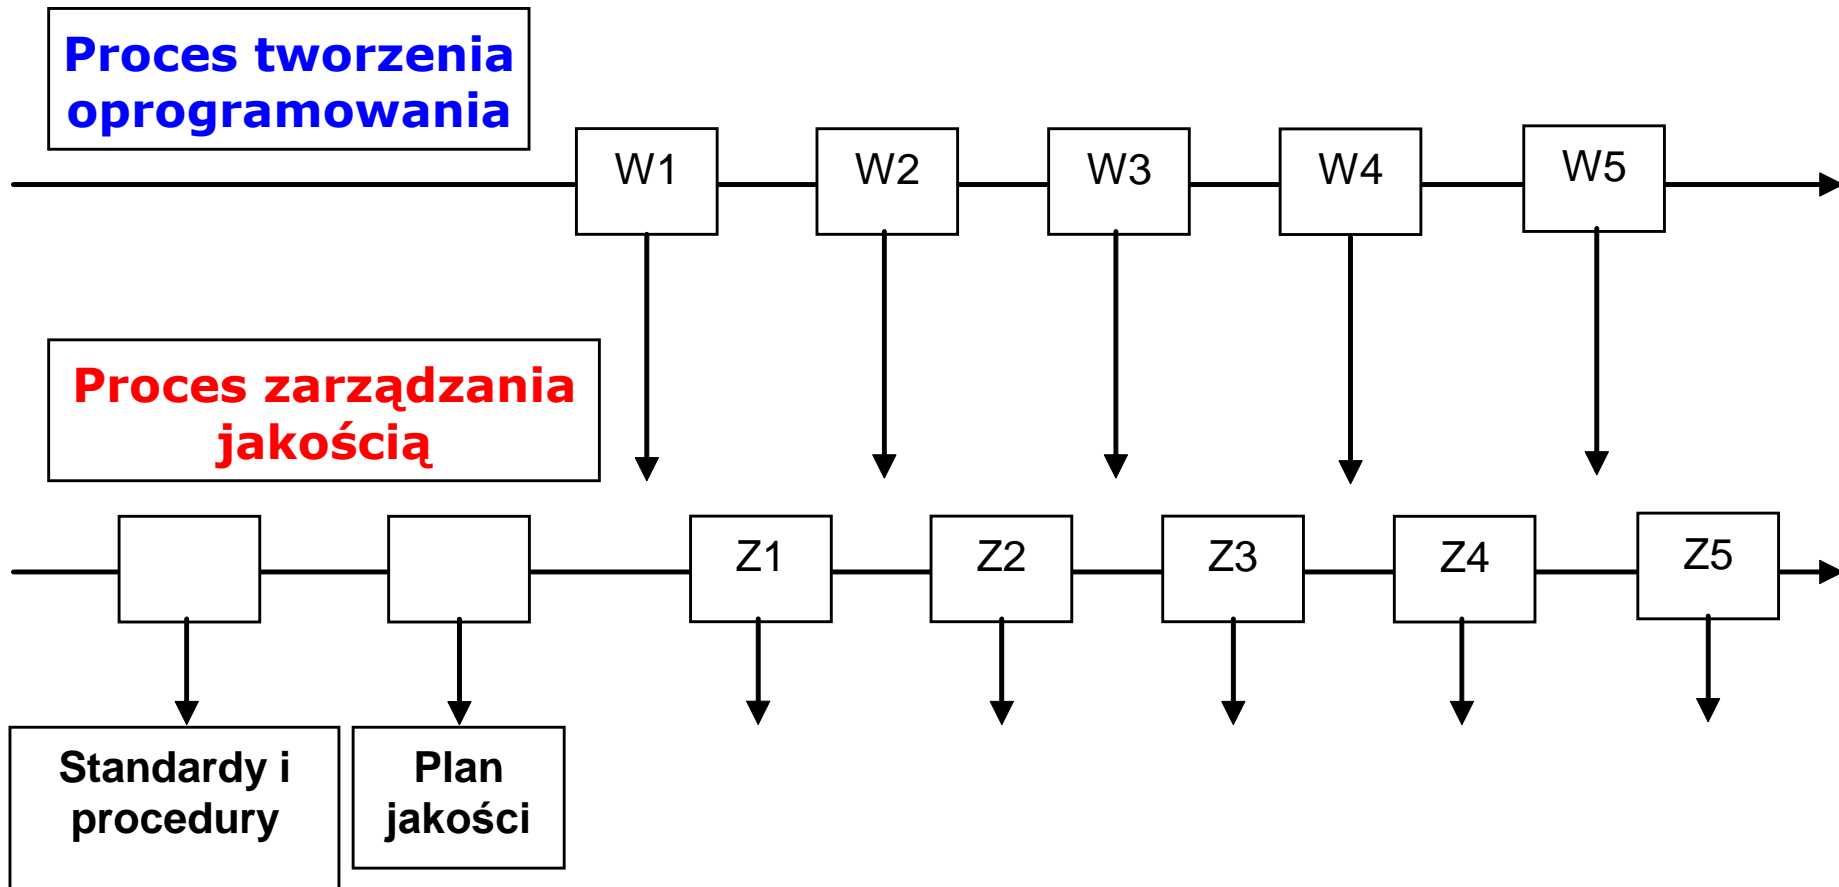 Proces tworzenia
oprogramowania
W1
W2
W3
W4
W5
Proces zarządzania
jakością
Z1
Z2
Z3
Z4
Z5
Standardy i
procedury
Plan
jakości